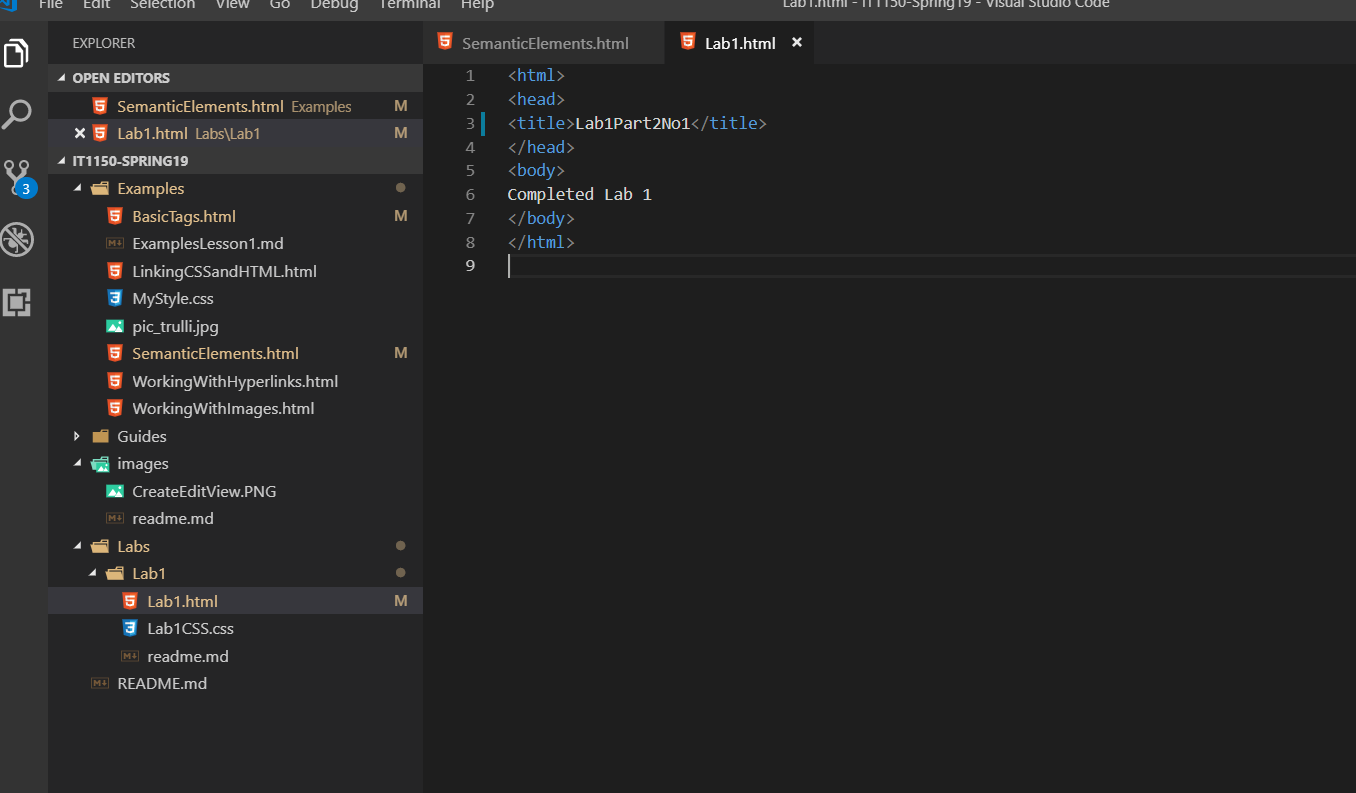 File Edit Selection View Go Debug Terminal Help Lab1.html - IT1150-Spring19 - Visual Studio Code
EXPLORER
OPEN EDITORS
SemanticElements.html Examples M
Lab1.html Labs\Lab1 M
IT1150-SPRING19
Examples
BasicTags.html M
ExamplesLesson1.md
LinkingCSSandHTML.html
MyStyle.css
pic_trulli.jpg
SemanticElements.html M
WorkingWithHyperlinks.html
WorkingWithImages.html
Guides
images
CreateEditView.PNG
readme.md
Labs
Lab1
Lab1.html M
Lab1CSS.css
readme.md
README.md
3
SemanticElements.html Lab1.html
1 <html>
2 <head>
3 <title>Lab1Part2No1</title>
4 </head>
5 <body>
6 Completed Lab 1
7 </body>
8 </html>
9